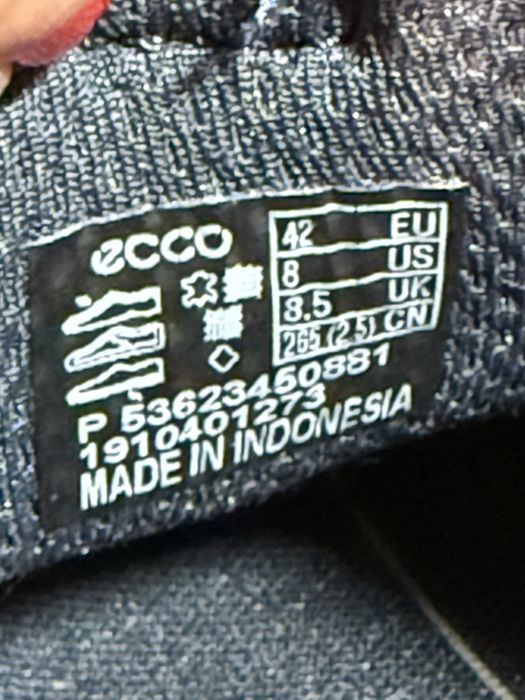 ecco
42 EU
8 US
8.5 UK
265 (2.5) CN
P 53623450881
1910401273
MADE IN INDONESIA